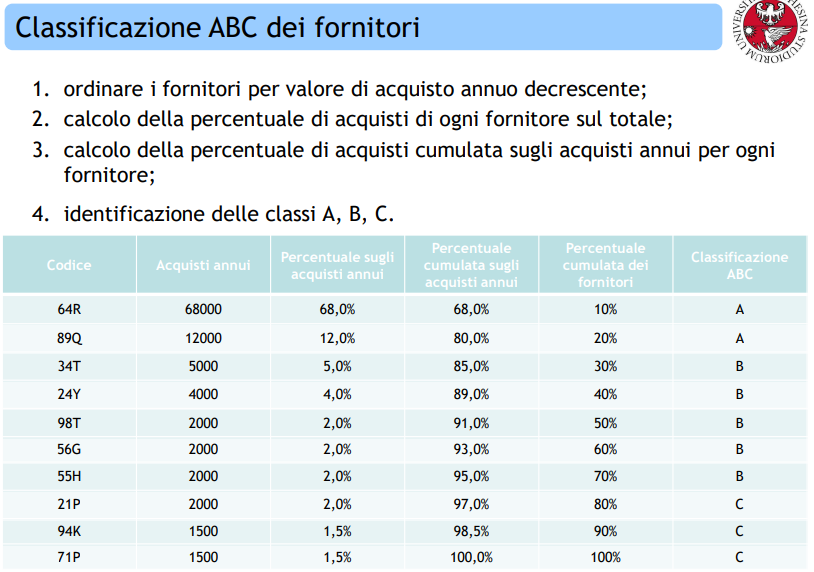 Classificazione ABC dei fornitori
1. ordinare i fornitori per valore di acquisto annuo decrescente;
2. calcolo della percentuale di acquisti di ogni fornitore sul totale;
3. calcolo della percentuale di acquisti cumulata sugli acquisti annui per ogni
fornitore;
4. identificazione delle classi A, B, C.
Codice Acquisti annui Percentuale sugli acquisti annui Percentuale cumulata sugli acquisti annui Percentuale cumulata dei fornitori Classificazione ABC
64R 68000 68,0% 68,0% 10% A
89Q 12000 12,0% 80,0% 20% A
34T 5000 5,0% 85,0% 30% B
24Y 4000 4,0% 89,0% 40% B
98T 2000 2,0% 91,0% 50% B
56G 2000 2,0% 93,0% 60% B
55H 2000 2,0% 95,0% 70% B
21P 2000 2,0% 97,0% 80% C
94K 1500 1,5% 98,5% 90% C
71P 1500 1,5% 100,0% 100% C